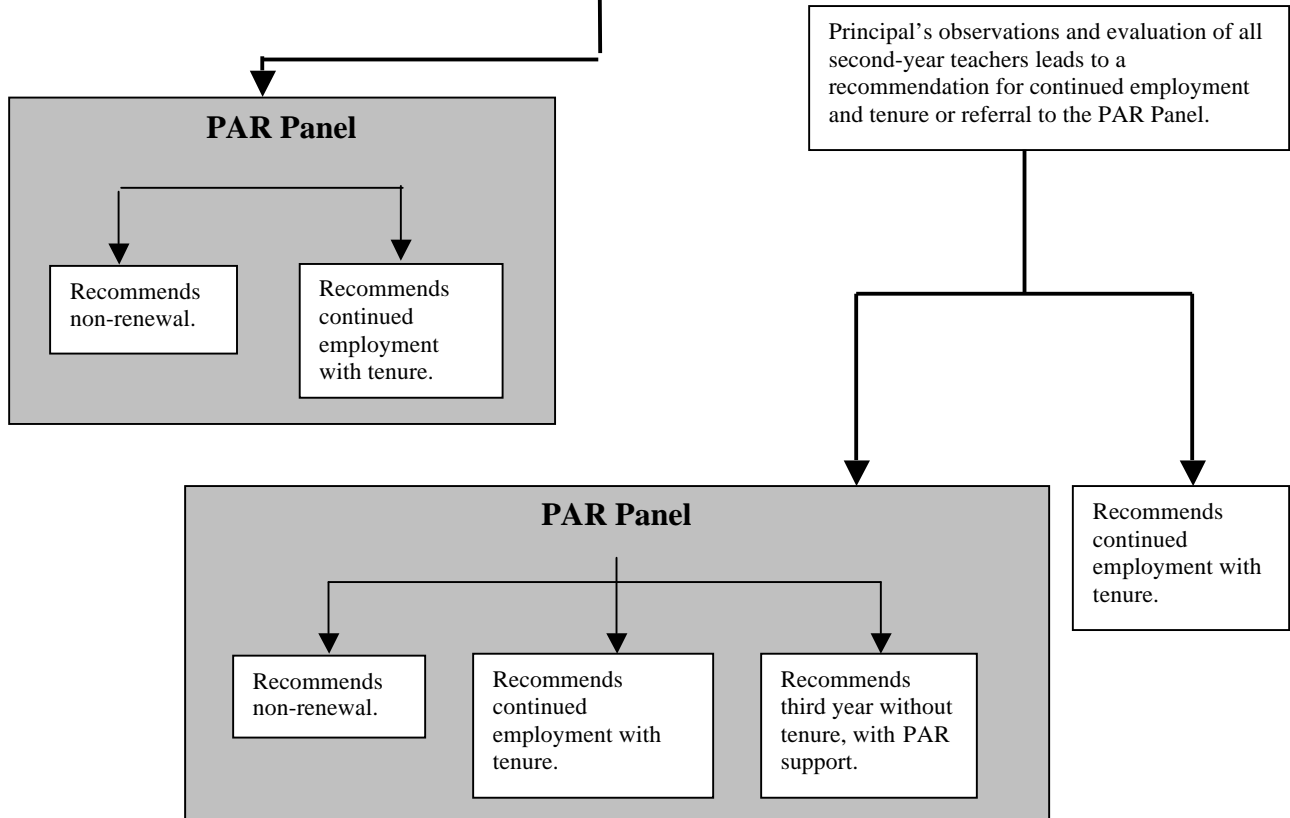 Principal’s observations and evaluation of all
second-year teachers leads to a
recommendation for continued employment
and tenure or referral to the PAR Panel.
PAR Panel
Recommends
non-renewal.
Recommends
continued
employment
with tenure.
PAR Panel
Recommends
non-renewal.
Recommends
continued
employment with
tenure.
Recommends
third year without
tenure, with PAR
support.
Recommends
continued
employment with
tenure.